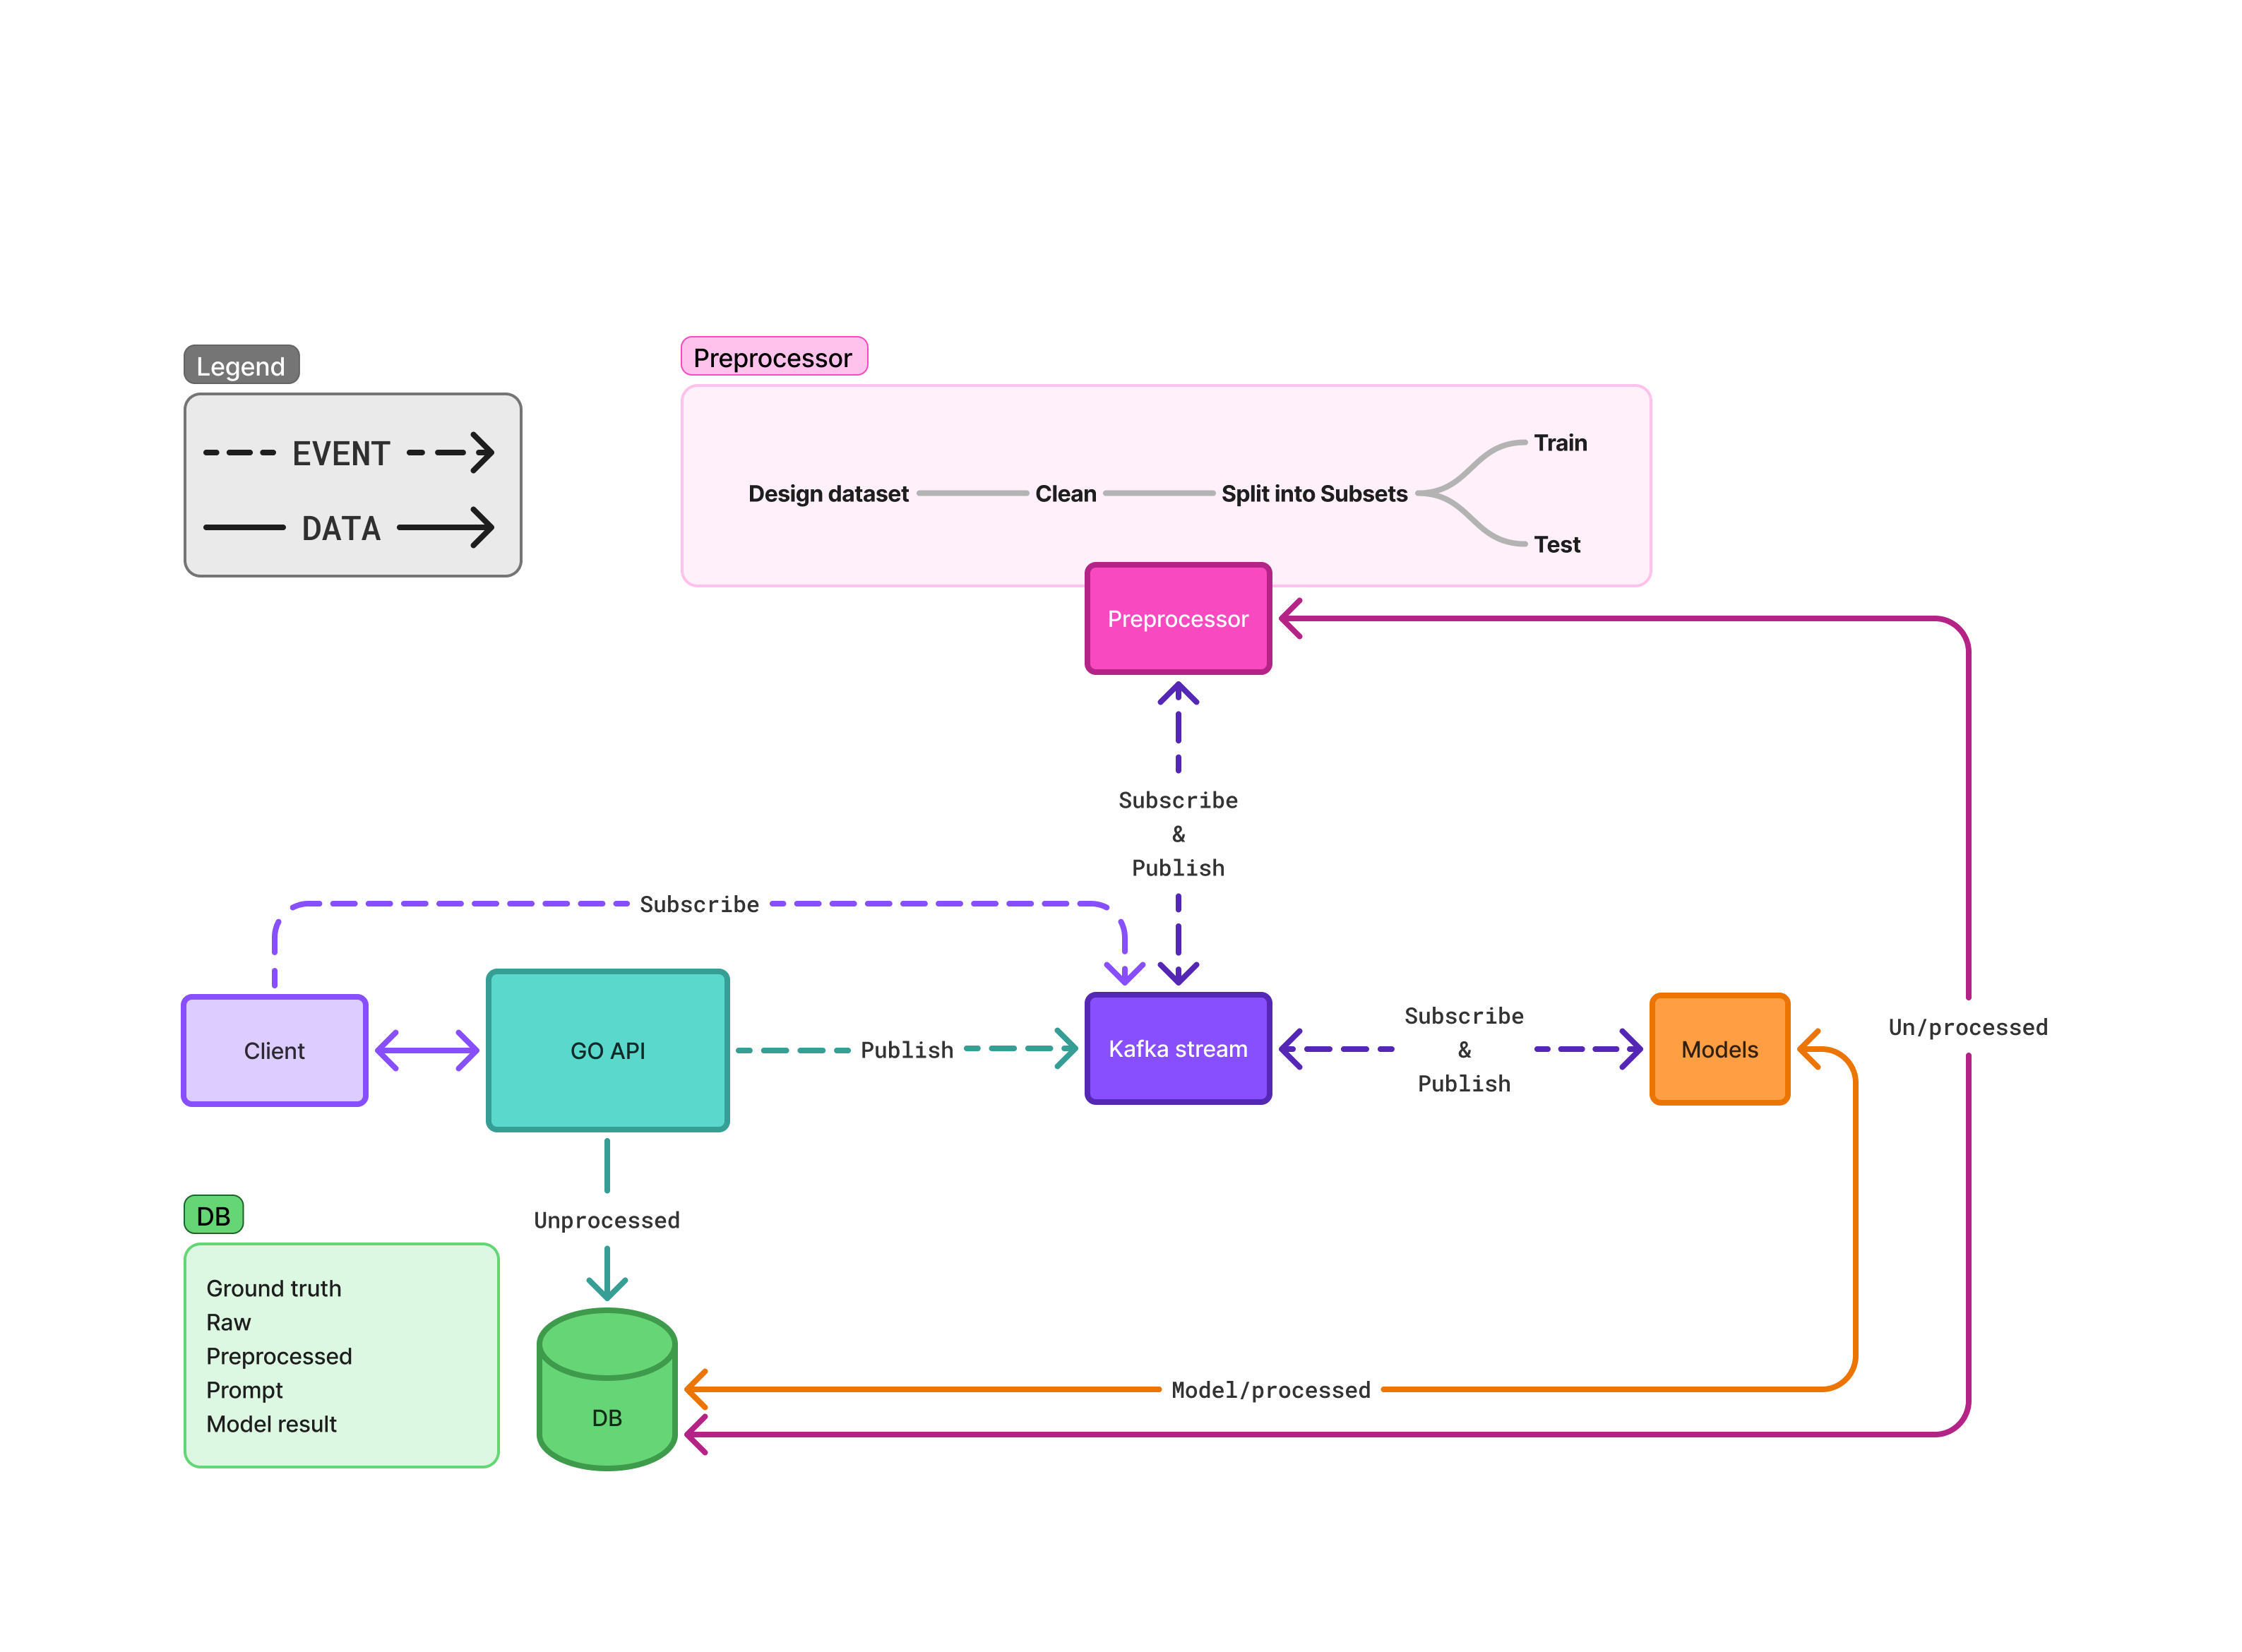 Legend
EVENT
DATA
Preprocessor
Design dataset
Clean
Split into Subsets
Train
Test
Preprocessor
Subscribe
&
Publish
Subscribe
Client
GO API
Publish
Kafka stream
Subscribe
&
Publish
Models
Un/processed
Unprocessed
DB
Ground truth
Raw
Preprocessed
Prompt
Model result
DB
Model/processed